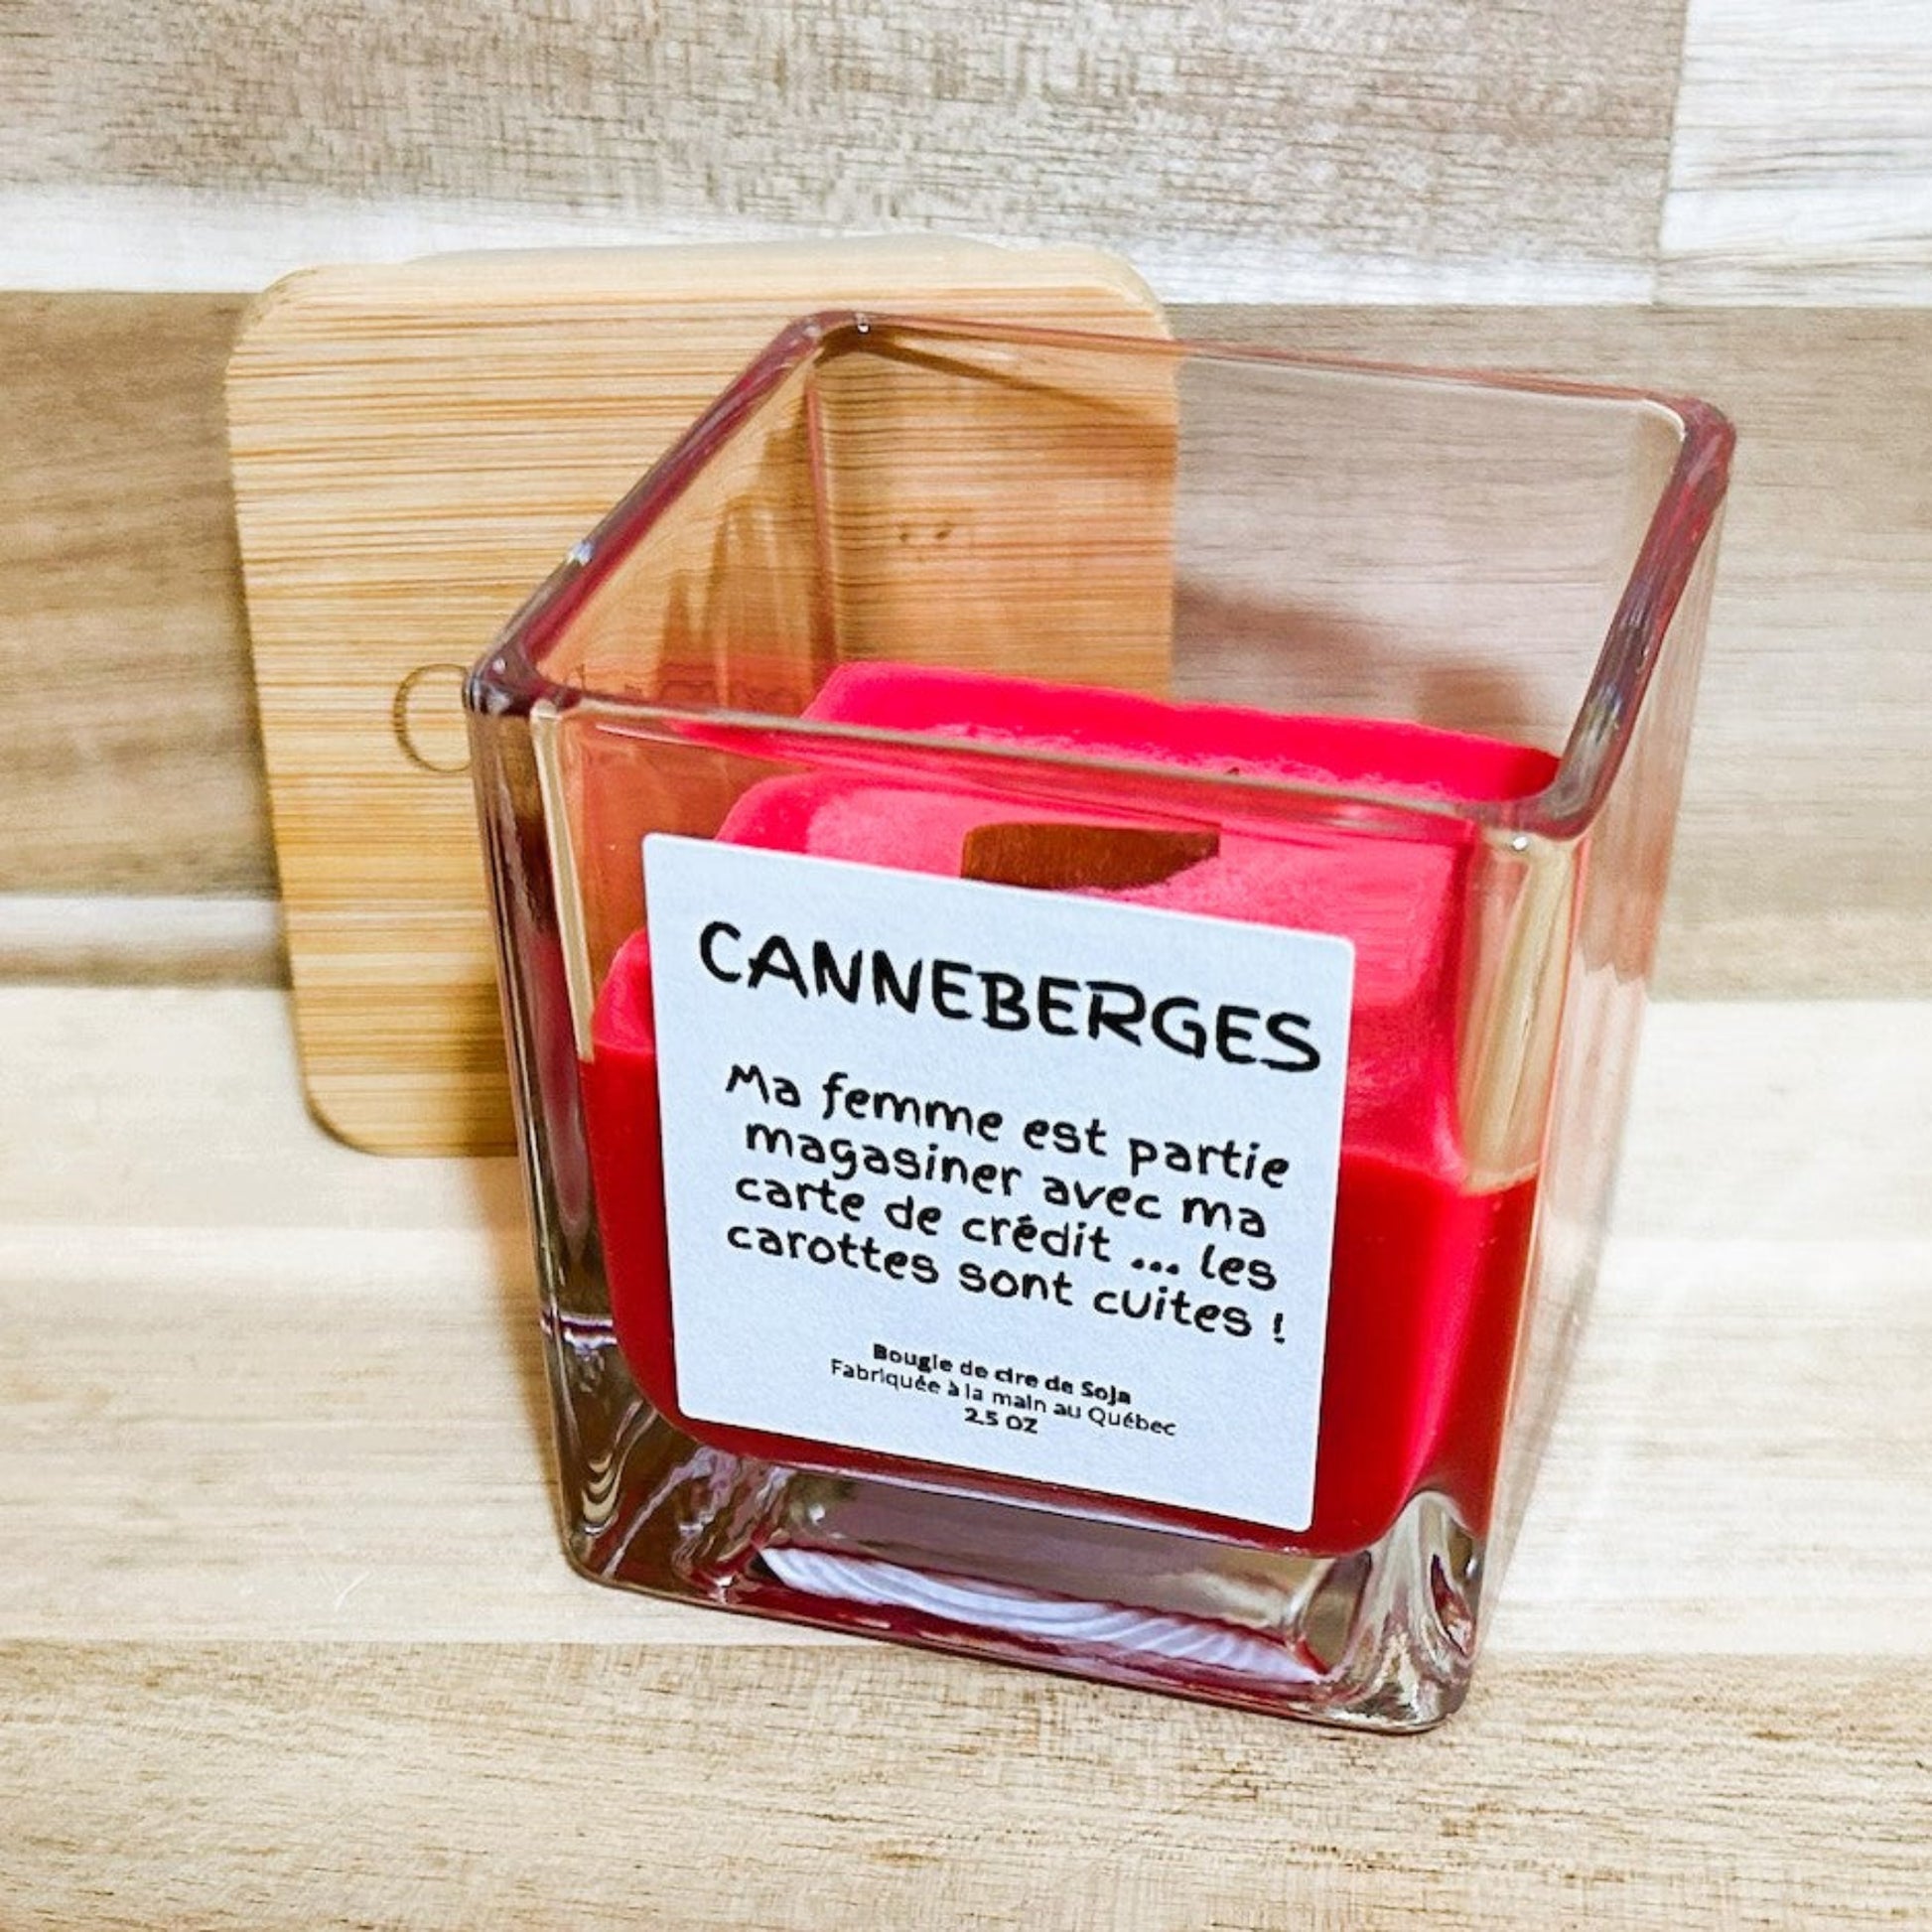 CANNEBERGES
Ma femme est partie
magasiner avec ma
carte de crédit ... les
carottes sont cuites !
Bougie de cire de Soja
Fabriquée à la main au Québec
2.5 OZ